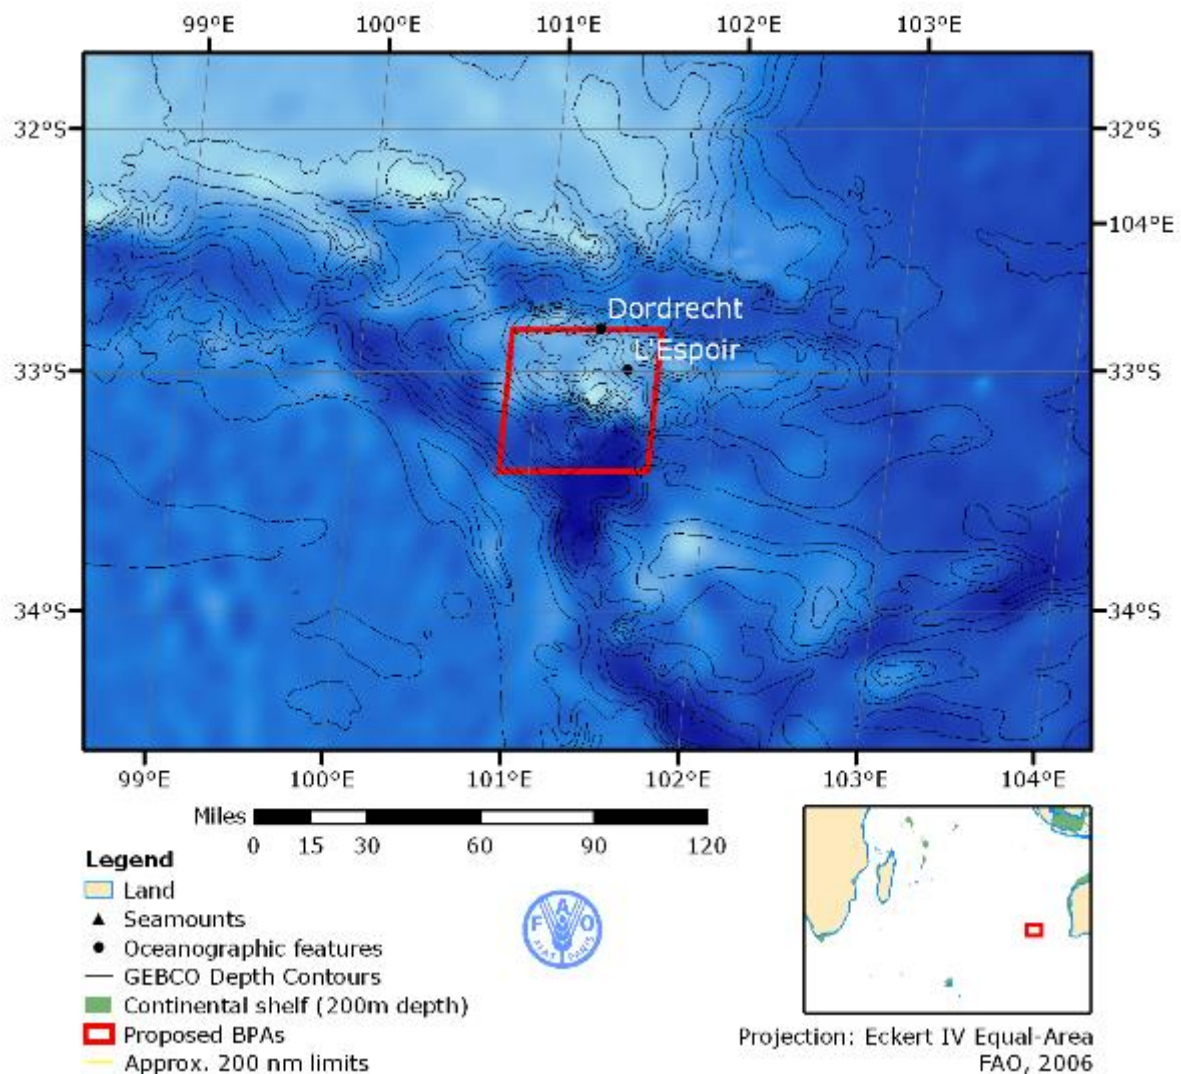 99°E 100°E 101°E 102°E 103°E
32°S 32°S
104°E
Dordrecht
L'Espoir
33°S 33°S
34°S 34°S
99°E 100°E 101°E 102°E 103°E 104°E
Miles
0 15 30 60 90 120
Legend
Land
Seamounts
Oceanographic features
GEBCO Depth Contours
Continental shelf (200m depth)
Proposed BPAs
Approx. 200 nm limits
F A O
FIAT PANIS
Projection: Eckert IV Equal-Area
FAO, 2006